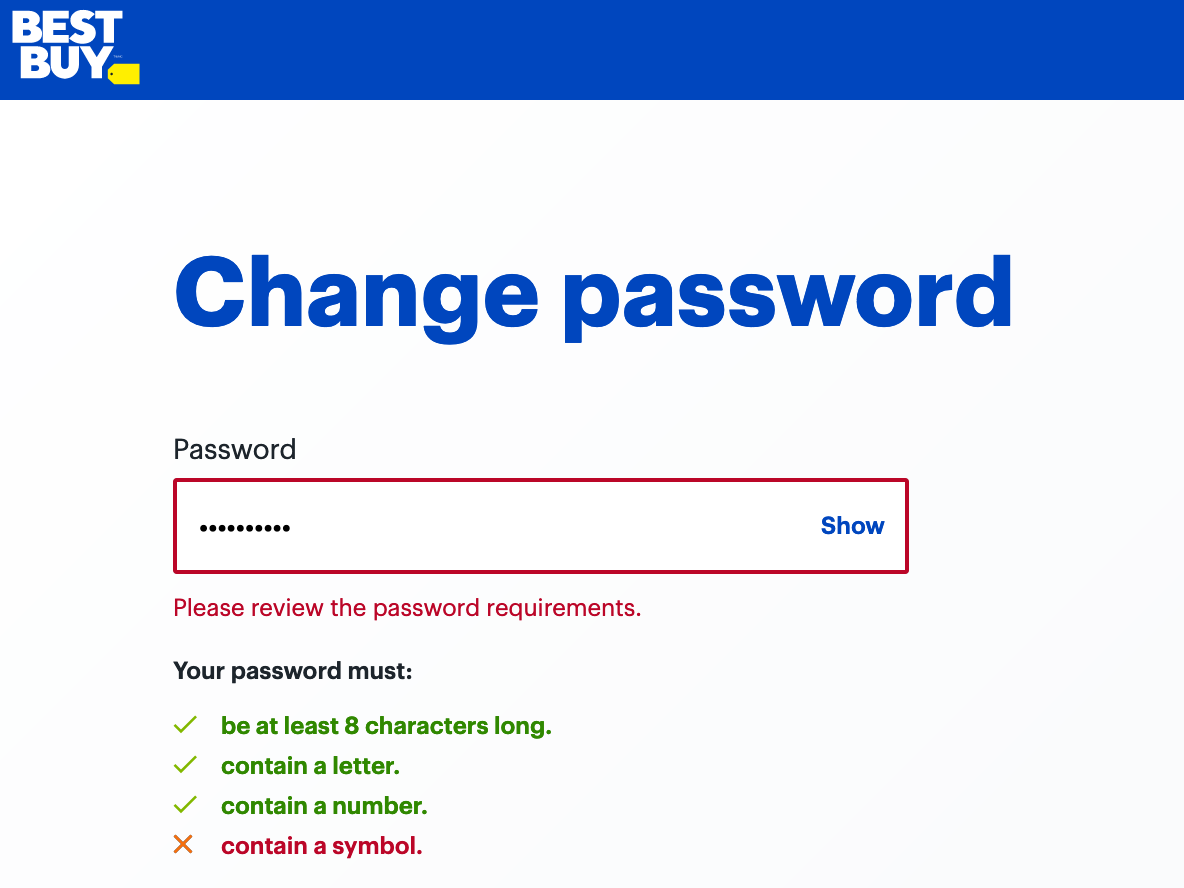 BEST
BUY
Change password
Password
•••••••••• Show
Please review the password requirements.
Your password must:
be at least 8 characters long.
contain a letter.
contain a number.
contain a symbol.